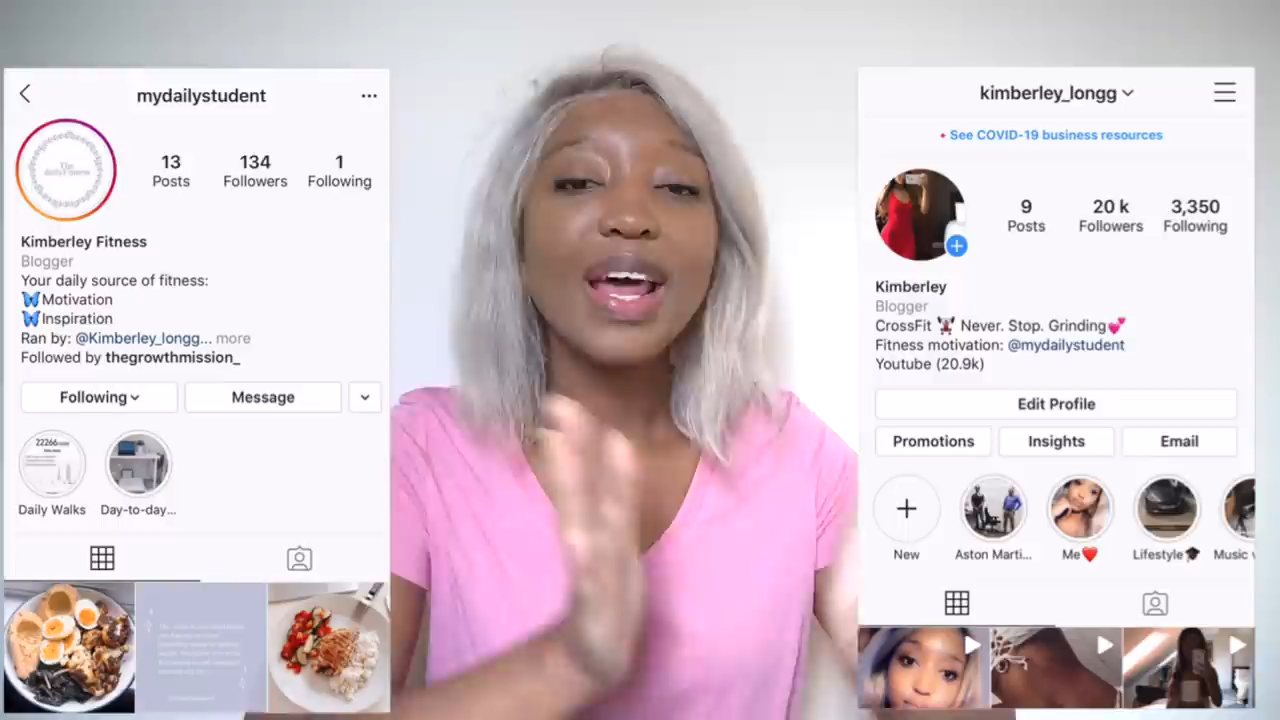 mydailystudent
13
Posts
134
Followers
1
Following
Kimberley Fitness
Blogger
Your daily source of fitness:
🦋Motivation
🦋Inspiration
Ran by: @Kimberley_longg... more
Followed by thegrowthmission_
Following
Message
22266
Daily Walks
Day-to-day...
kimberley_longg
• See COVID-19 business resources
9
Posts
20 k
Followers
3,350
Following
Kimberley
Blogger
CrossFit 🏋🏽‍♀️ Never. Stop. Grinding💕
Fitness motivation: @mydailystudent
Youtube (20.9k)
Edit Profile
Promotions
Insights
Email
New
Aston Marti...
Me❤️
Lifestyle🎓
Music